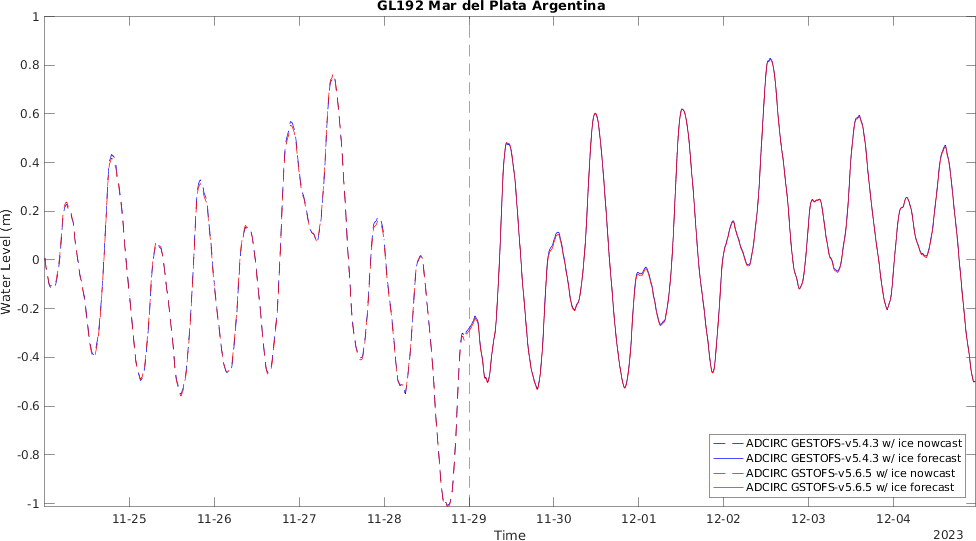 GL192 Mar del Plata Argentina
1
0.8
0.6
0.4
0.2
0
-0.2
-0.4
-0.6
-0.8
-1
Water Level (m)
11-25 11-26 11-27 11-28 11-29 11-30 12-01 12-02 12-03 12-04
Time
2023
ADCIRC GESTOFS-v5.4.3 w/ ice nowcast
ADCIRC GESTOFS-v5.4.3 w/ ice forecast
ADCIRC GSTOFS-v5.6.5 w/ ice nowcast
ADCIRC GSTOFS-v5.6.5 w/ ice forecast